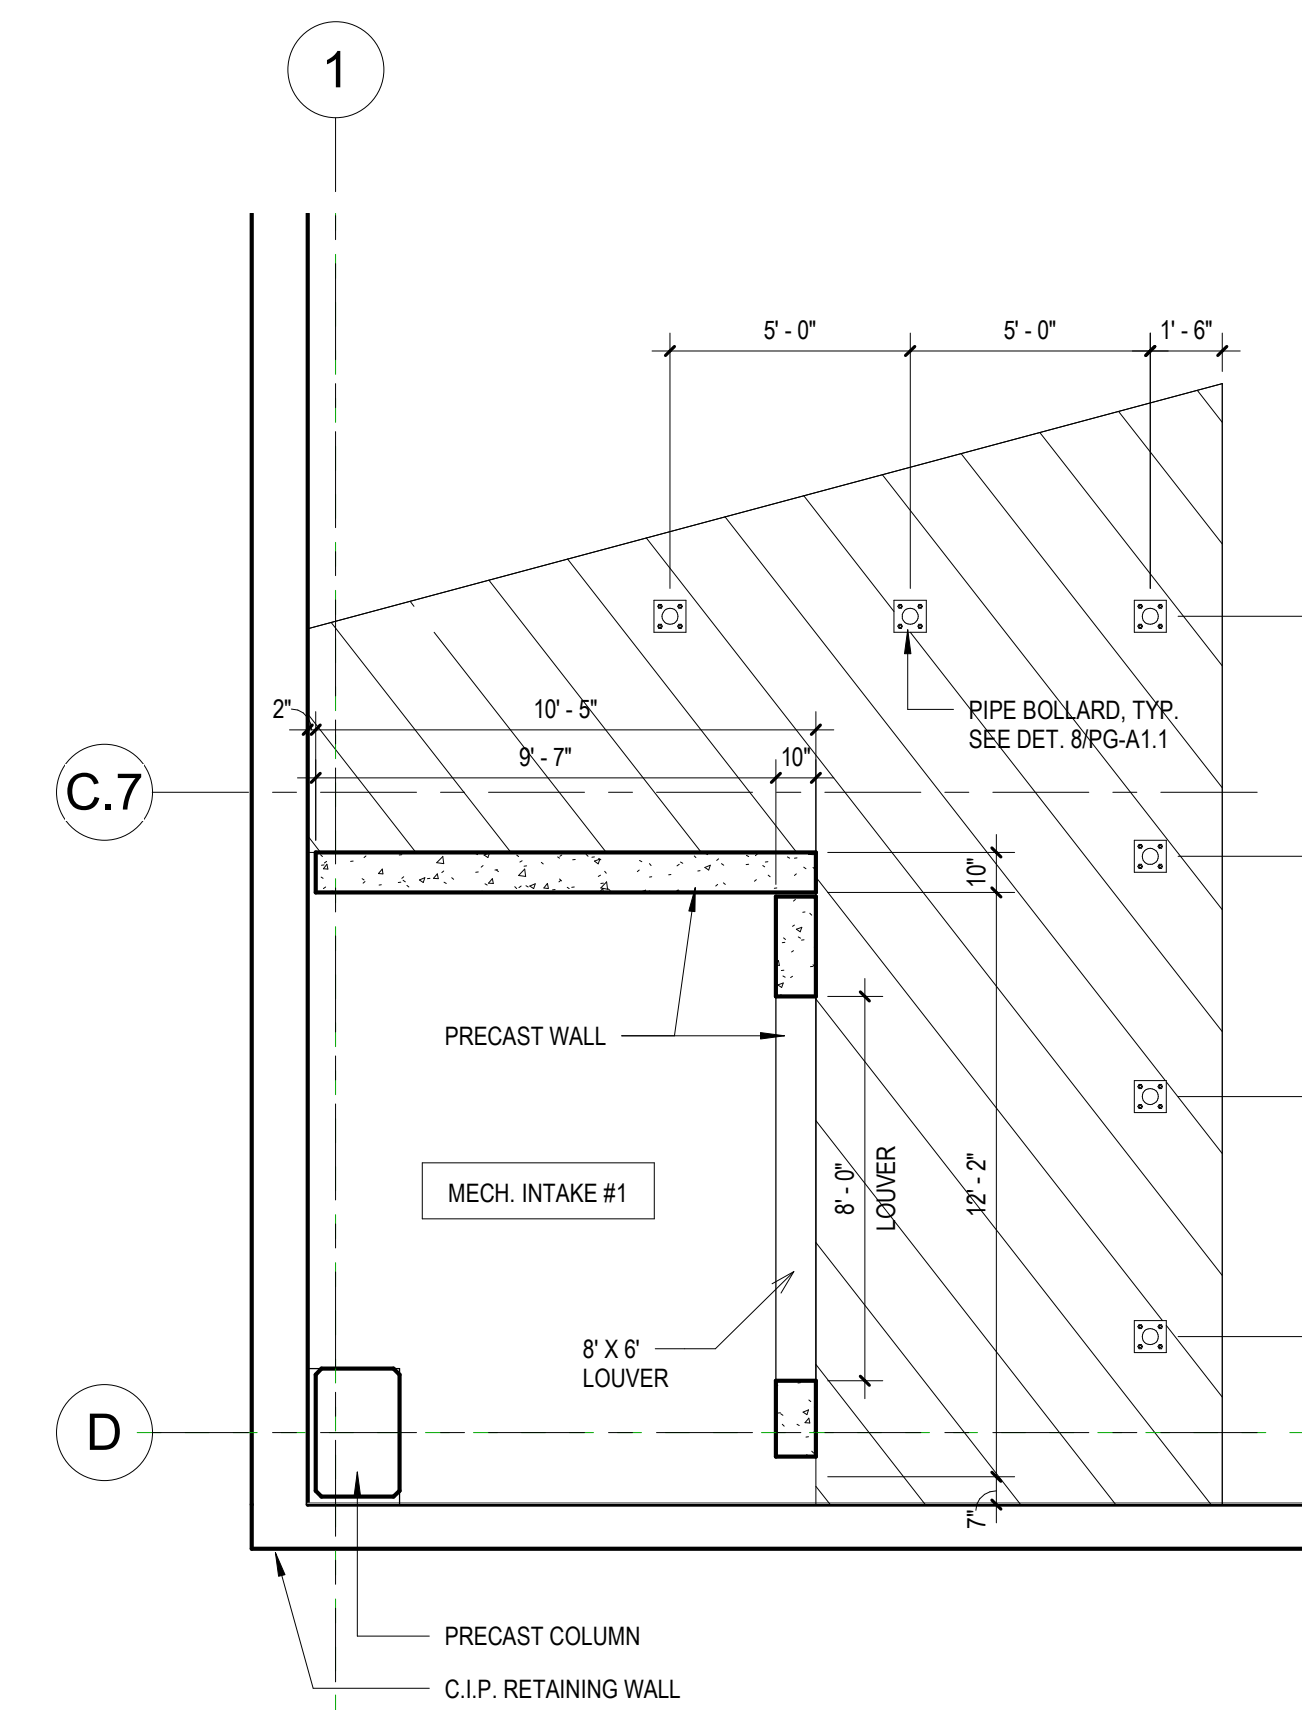 1
5' - 0"
5' - 0"
1' - 6"
PIPE BOLLARD, TYP.
SEE DET. 8/PG-A1.1
2"
10' - 5"
9' - 7"
10"
C.7
10"
PRECAST WALL
MECH. INTAKE #1
8' - 0"
LOUVER
12' - 2"
8' X 6'
LOUVER
D
7"
PRECAST COLUMN
C.I.P. RETAINING WALL